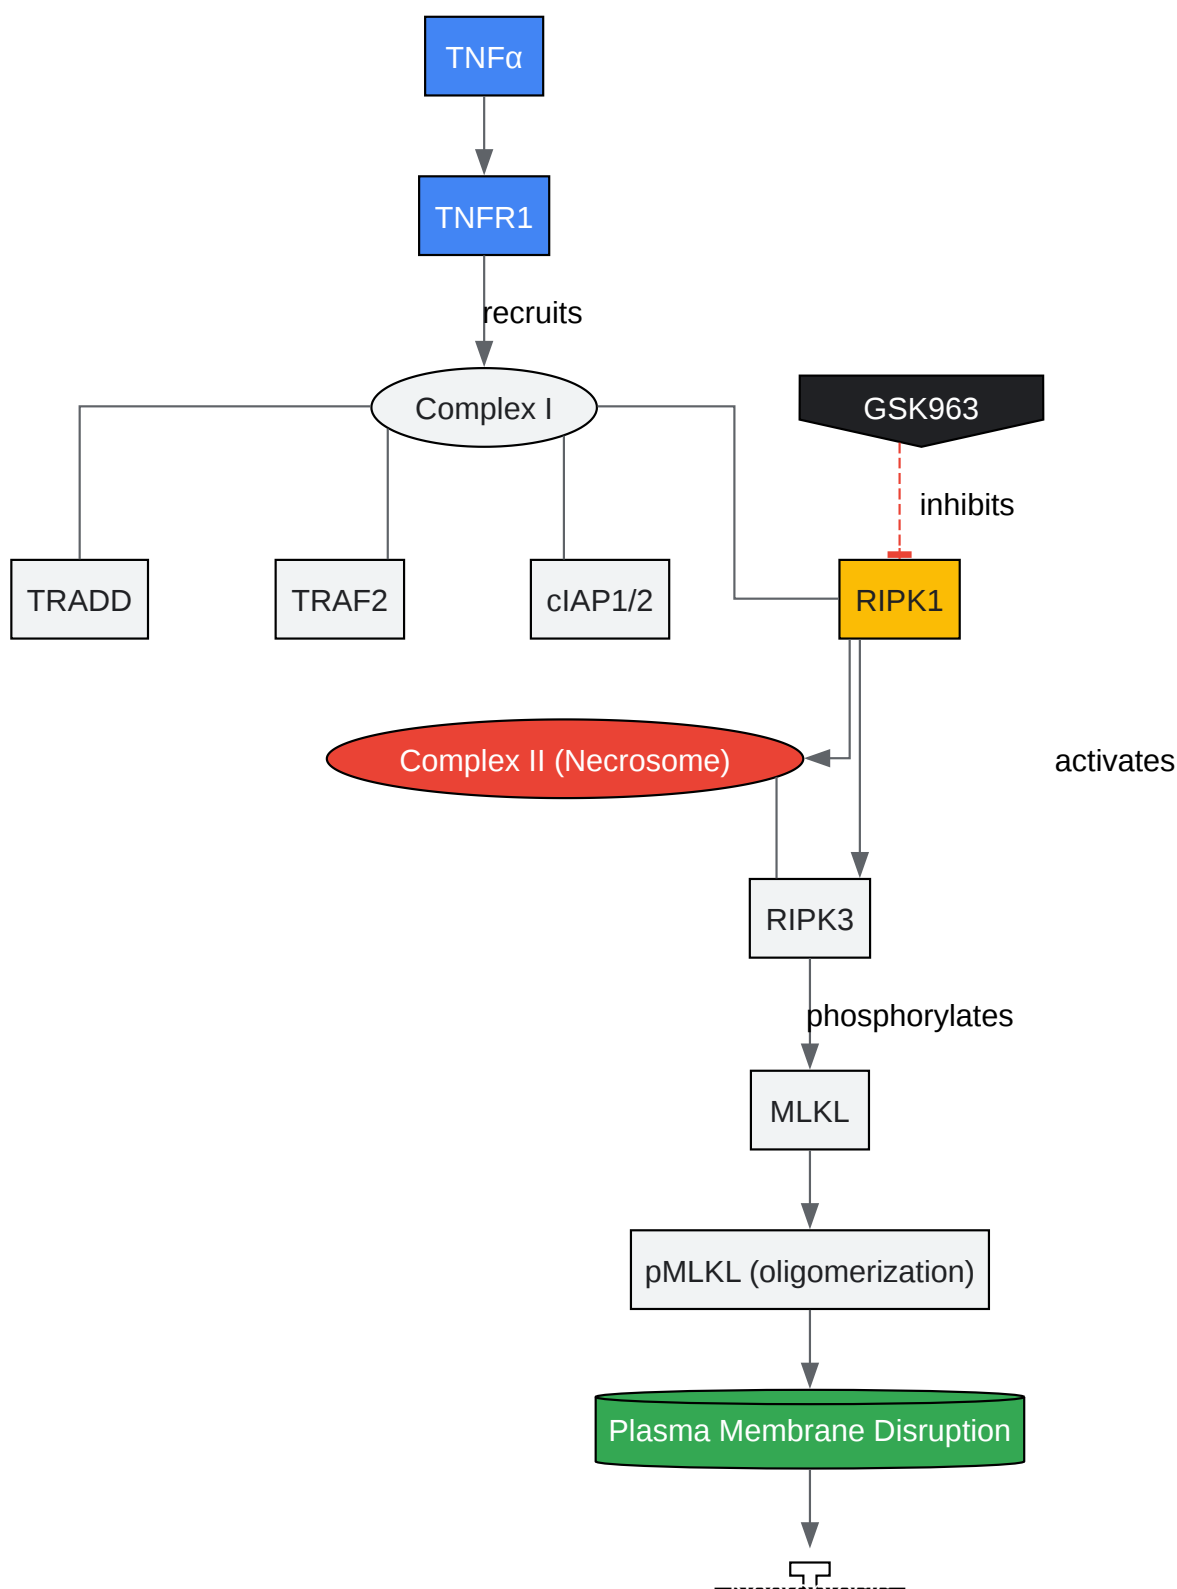 TNFα
TNFR1
recruits
Complex I
GSK963
inhibits
TRADD
TRAF2
cIAP1/2
RIPK1
Complex II (Necrosome)
activates
RIPK3
phosphorylates
MLKL
pMLKL (oligomerization)
Plasma Membrane Disruption